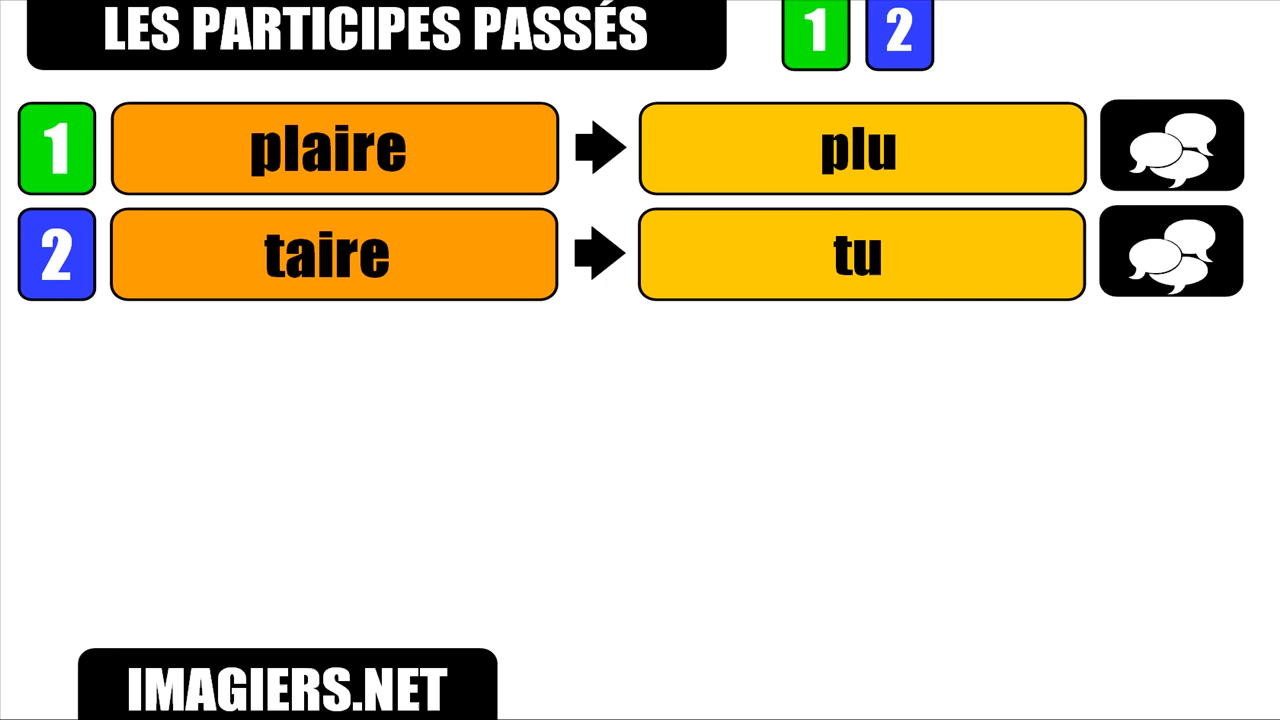 LES PARTICIPES PASSÉS 1 2
1 plaire plu
2 taire tu
IMAGIERS.NET